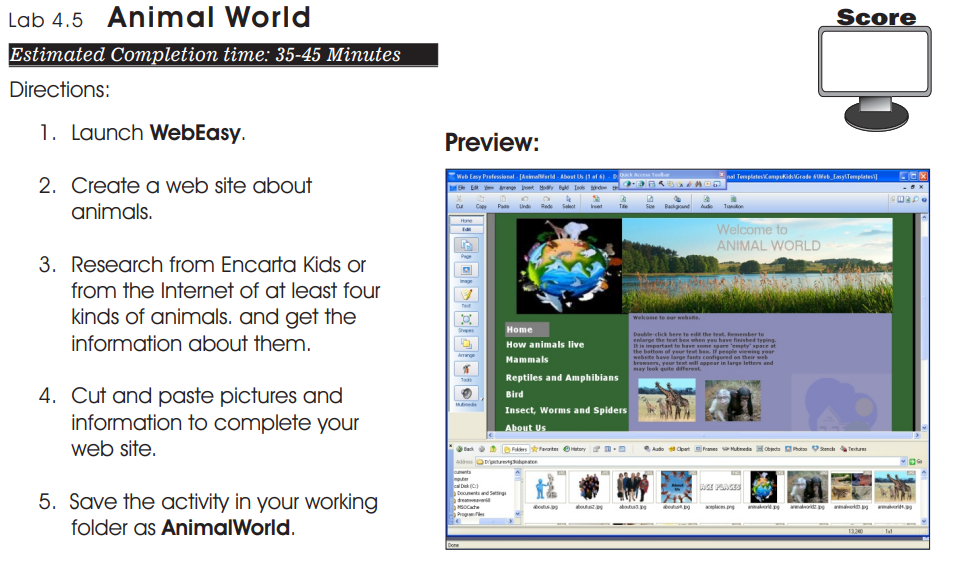 Lab 4.5 Animal World
Score
Estimated Completion time: 35-45 Minutes
Directions:
1. Launch WebEasy.
2. Create a web site about
animals.
3. Research from Encarta Kids or
from the Internet of at least four
kinds of animals. and get the
information about them.
4. Cut and paste pictures and
information to complete your
web site.
5. Save the activity in your working
folder as AnimalWorld.
Preview:
Web Easy Professional - [AnimalWorld - About Us (1 of 6) - D
Quick Access Toolbar
nal Templates\CompuKids\Grade 6\Web_Easy\Templates\]
File Edit View Arrange Insert Modify Build Tools Window
Cut Copy Paste Undo Redo Select Insert Title Size Background Audio Transition
Home
Edit
Page
Image
Text
Shapes
Arrange
Tools
Multimedia
Welcome to
ANIMAL WORLD
Home
How animals live
Mammals
Reptiles and Amphibians
Bird
Insect, Worms and Spiders
About Us
Welcome to our website.
Double-click here to edit the text. Remember to
enlarge the text box when you have finished typing.
It is important to have some spare "empty" space at
the bottom of your text box. If people viewing your
website have large fonts configured on their web
browsers, your text will appear in large letters and
may look quite different.
Back Folders Favorites History Audio Clipart Frames Multimedia Objects Photos Stencils Textures
Address
Go
cuments
mputer
cal Disk (C:)
Documents and Settings
dreamweaver8
MSOCache
Program Files
aboutus.jpg aboutus2.jpg aboutus3.jpg aboutus4.jpg aceplaces.png animalworld.jpg animalworld2.jpg animalworld3.jpg animalworld4.jpg
13,248 1x1
Done